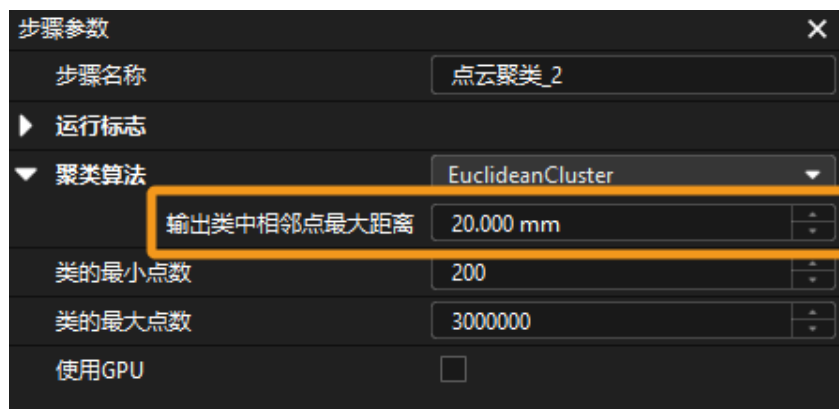 步骤参数
步骤名称 点云聚类_2
运行标志
聚类算法 EuclideanCluster
输出类中相邻点最大距离 20.000 mm
类的最小点数 200
类的最大点数 3000000
使用GPU